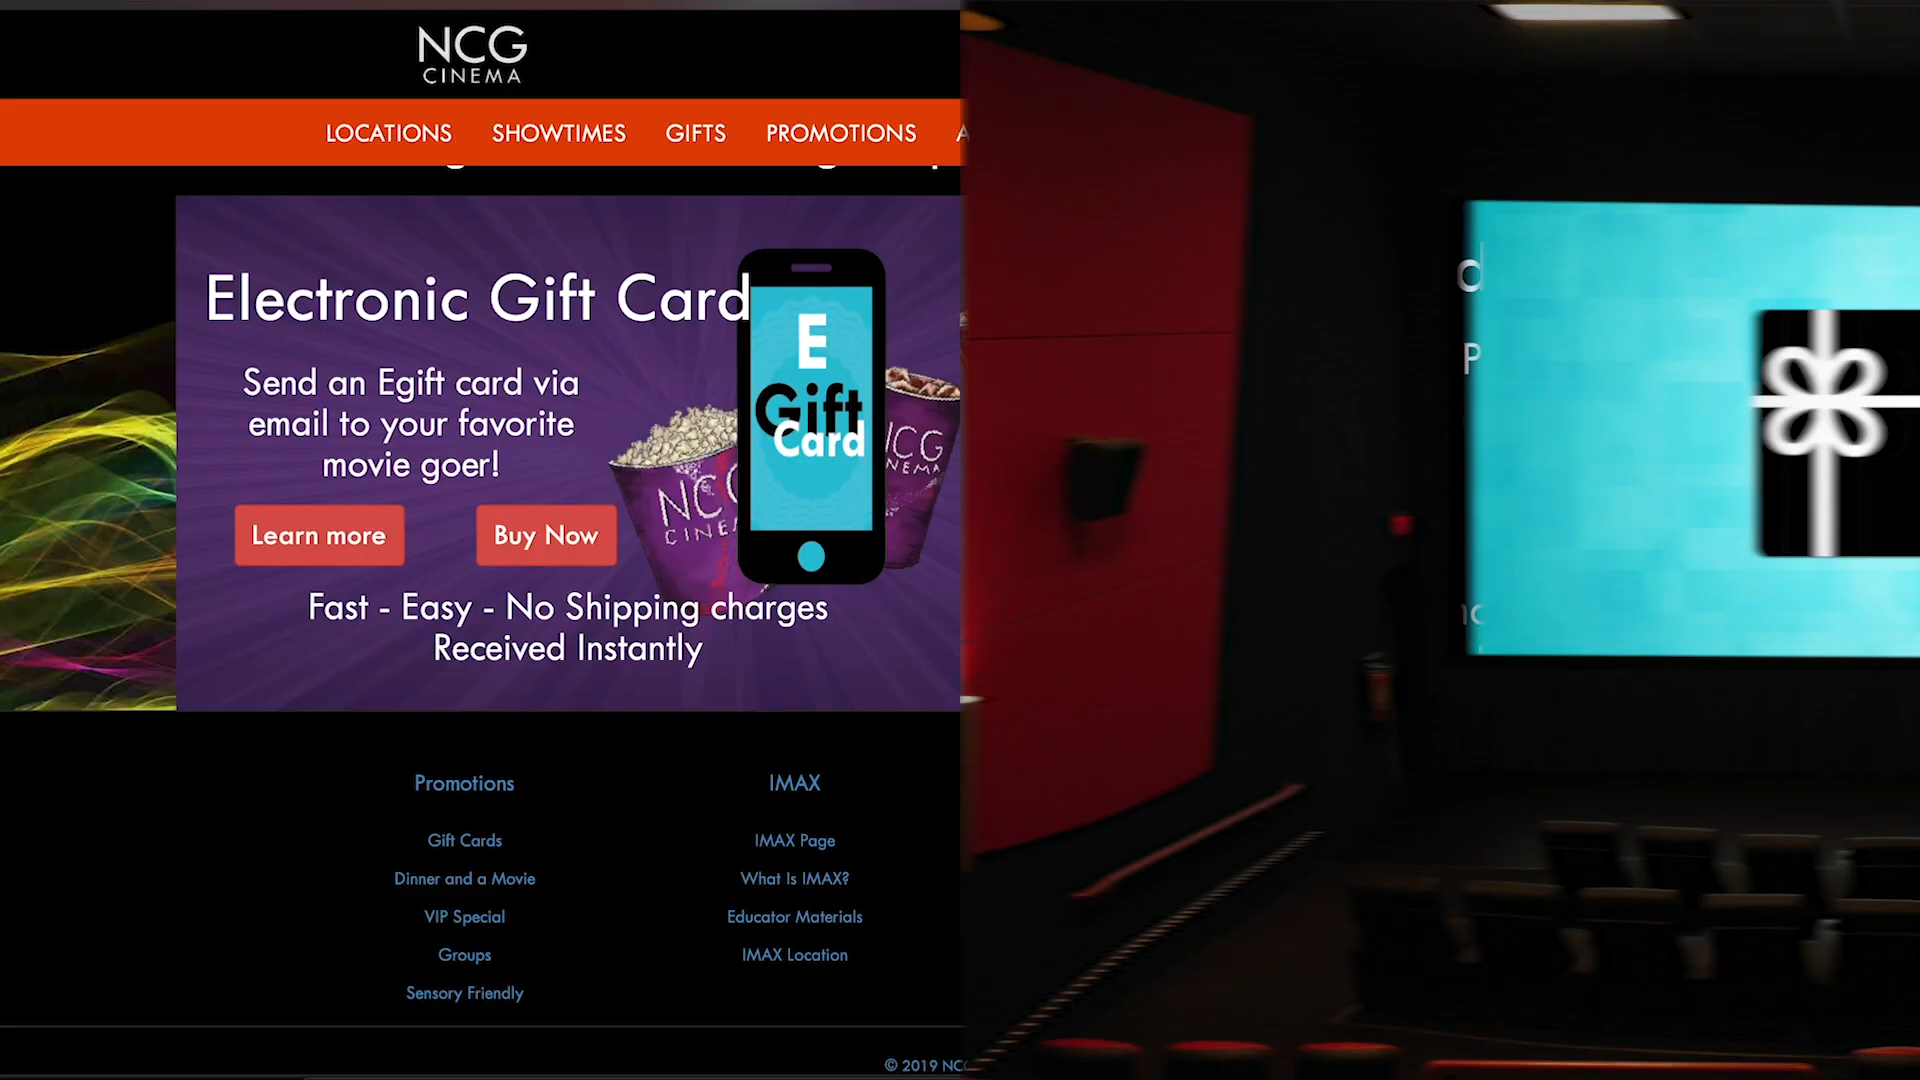 NCG
CINEMA
LOCATIONS SHOWTIMES GIFTS PROMOTIONS
Electronic Gift Card
Send an Egift card via
email to your favorite
movie goer!
Learn more Buy Now
Fast - Easy - No Shipping charges
Received Instantly
E
Gift
Card
NCG
CINEMA
Promotions
Gift Cards
Dinner and a Movie
VIP Special
Groups
Sensory Friendly
IMAX
IMAX Page
What Is IMAX?
Educator Materials
IMAX Location
© 2019 NCG